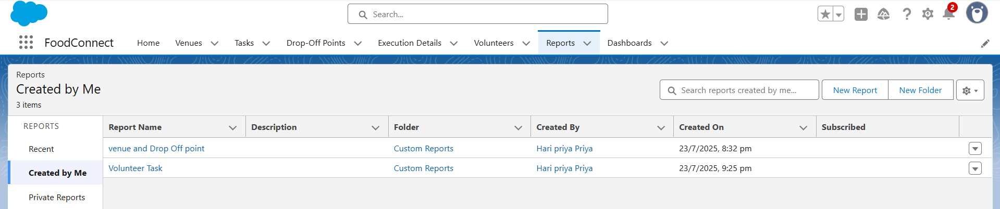 Search...
2
FoodConnect Home Venues Tasks Drop-Off Points Execution Details Volunteers Reports Dashboards
Reports
Created by Me
3 items
Search reports created by me...
New Report
New Folder
REPORTS
Recent
Created by Me
Private Reports
Report Name Description Folder Created By Created On Subscribed
venue and Drop Off point Custom Reports Hari priya Priya 23/7/2025, 8:32 pm
Volunteer Task Custom Reports Hari priya Priya 23/7/2025, 9:25 pm